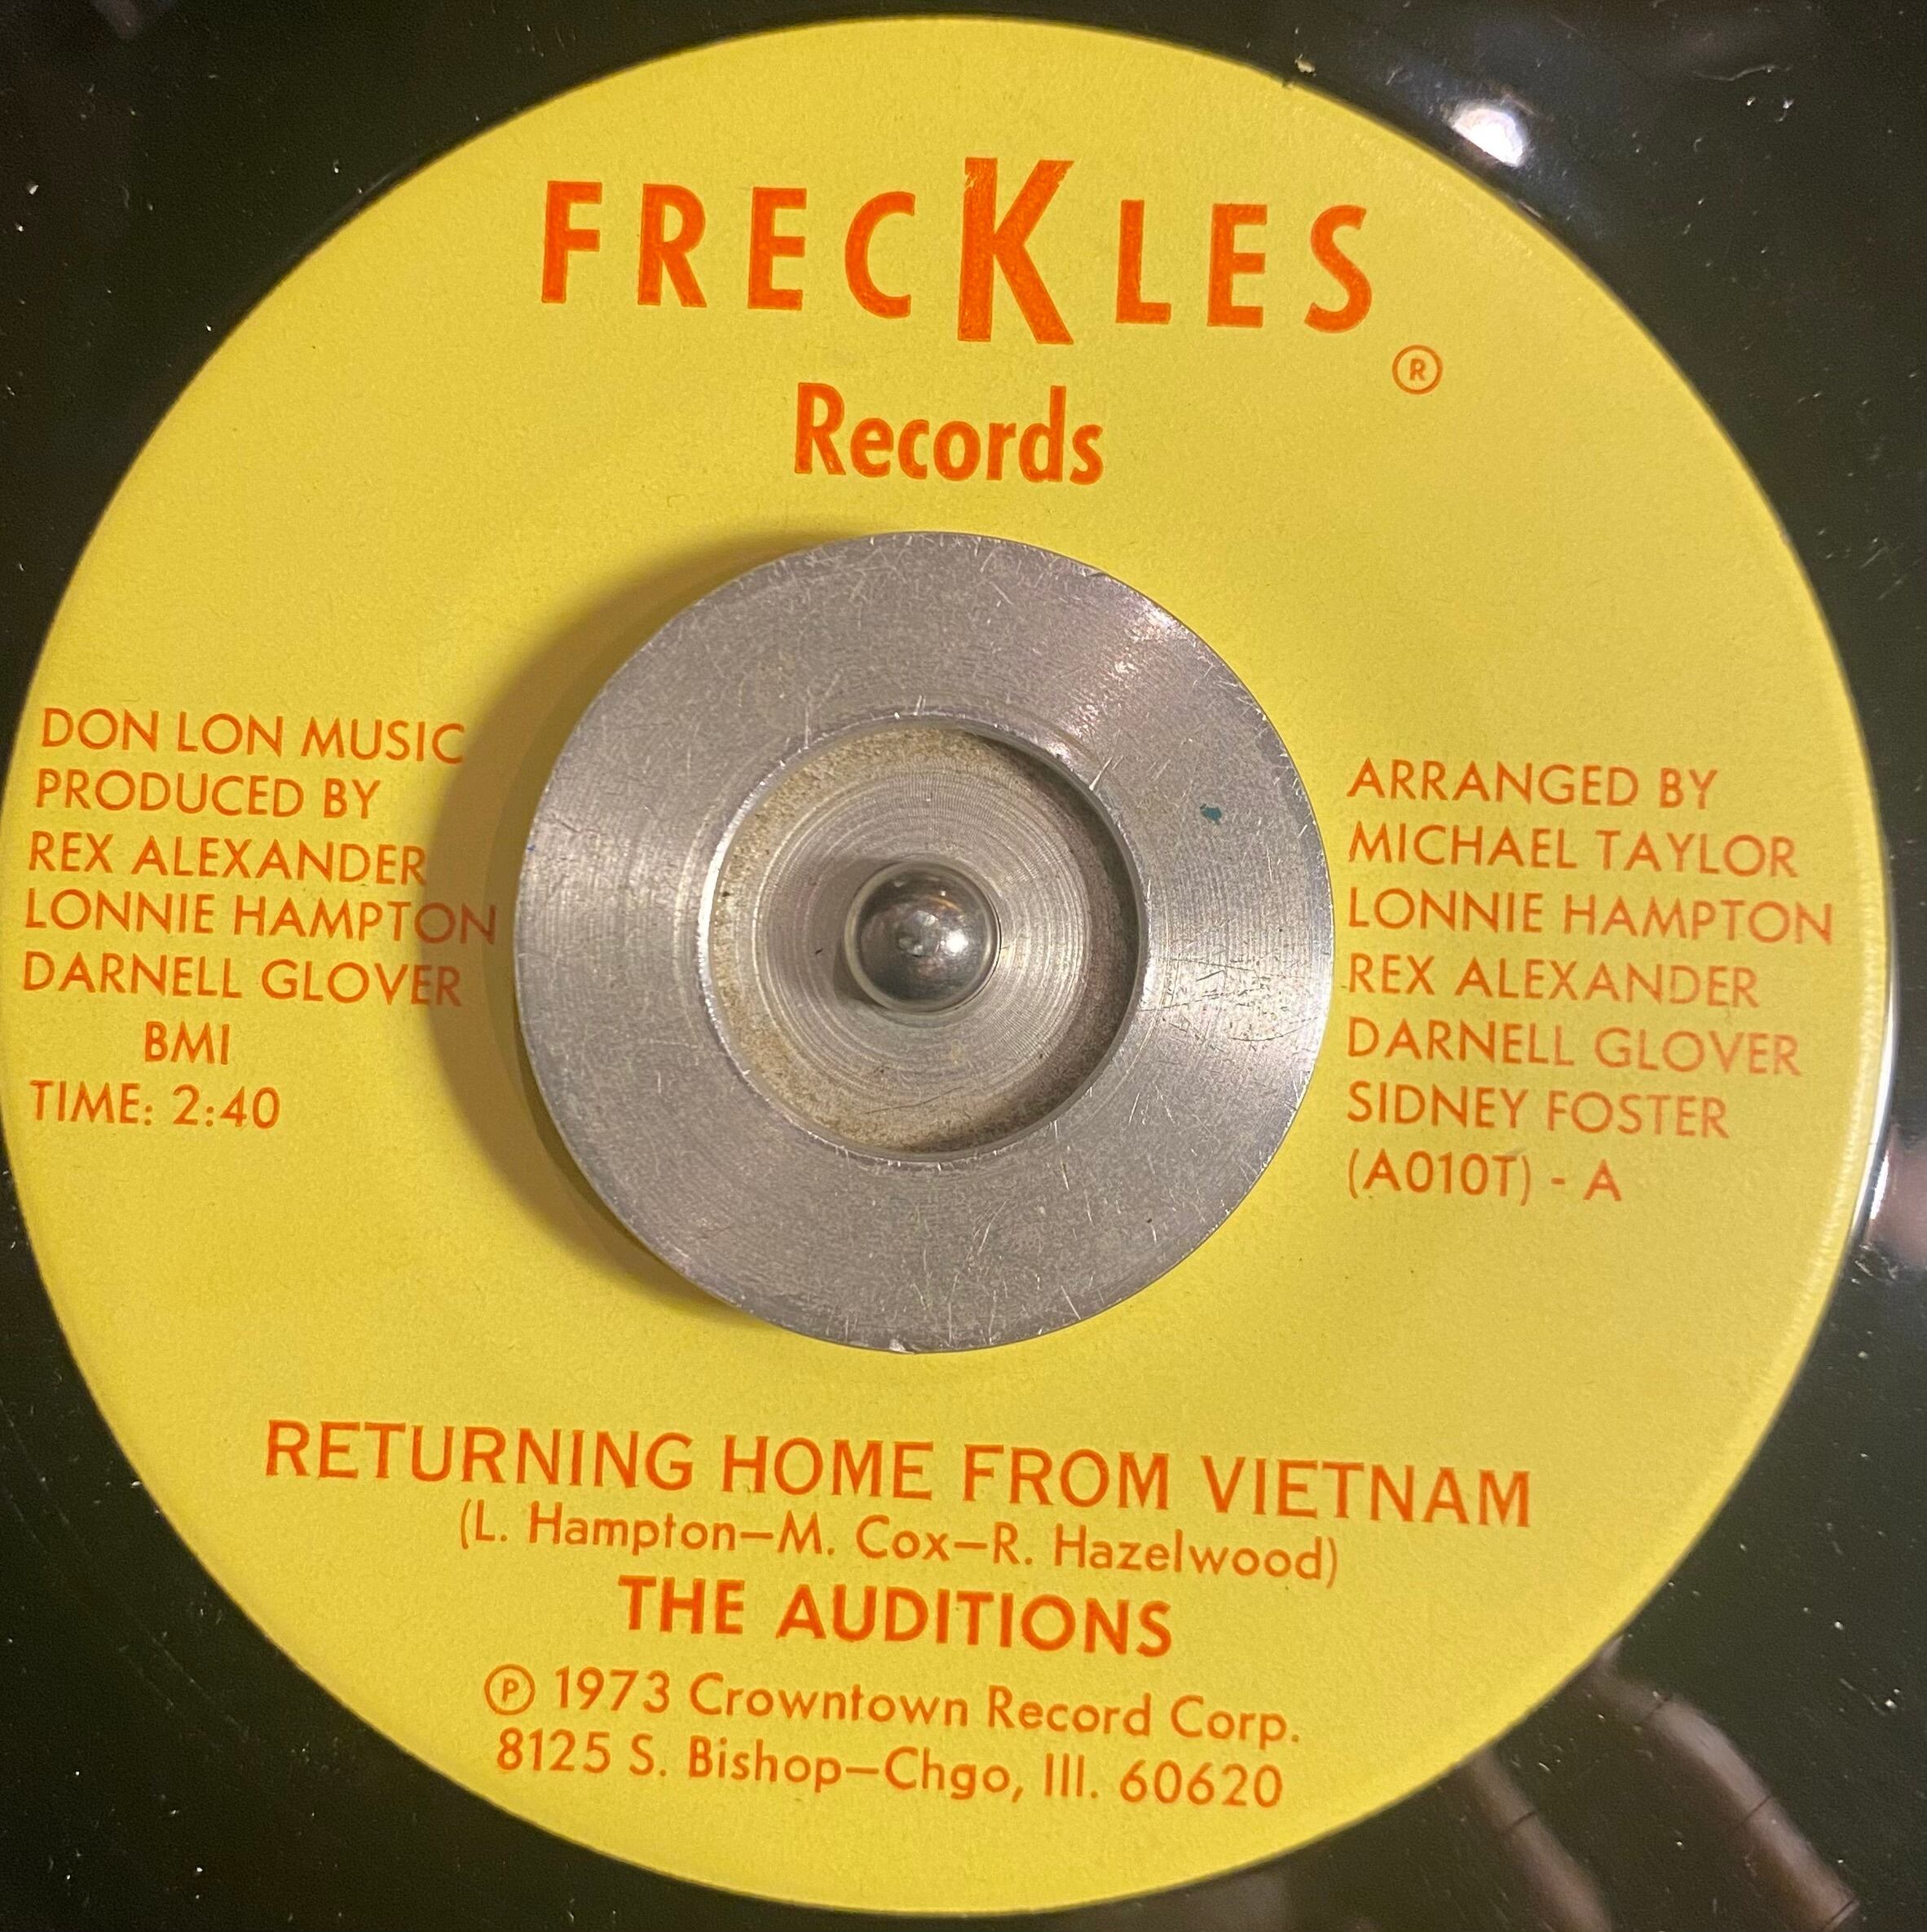 FRECKLES
®
Records
DON LON MUSIC
PRODUCED BY
REX ALEXANDER
LONNIE HAMPTON
DARNELL GLOVER
BMI
TIME: 2:40
ARRANGED BY
MICHAEL TAYLOR
LONNIE HAMPTON
REX ALEXANDER
DARNELL GLOVER
SIDNEY FOSTER
(A010T) - A
RETURNING HOME FROM VIETNAM
(L. Hampton—M. Cox—R. Hazelwood)
THE AUDITIONS
℗ 1973 Crowntown Record Corp.
8125 S. Bishop—Chgo, Ill. 60620